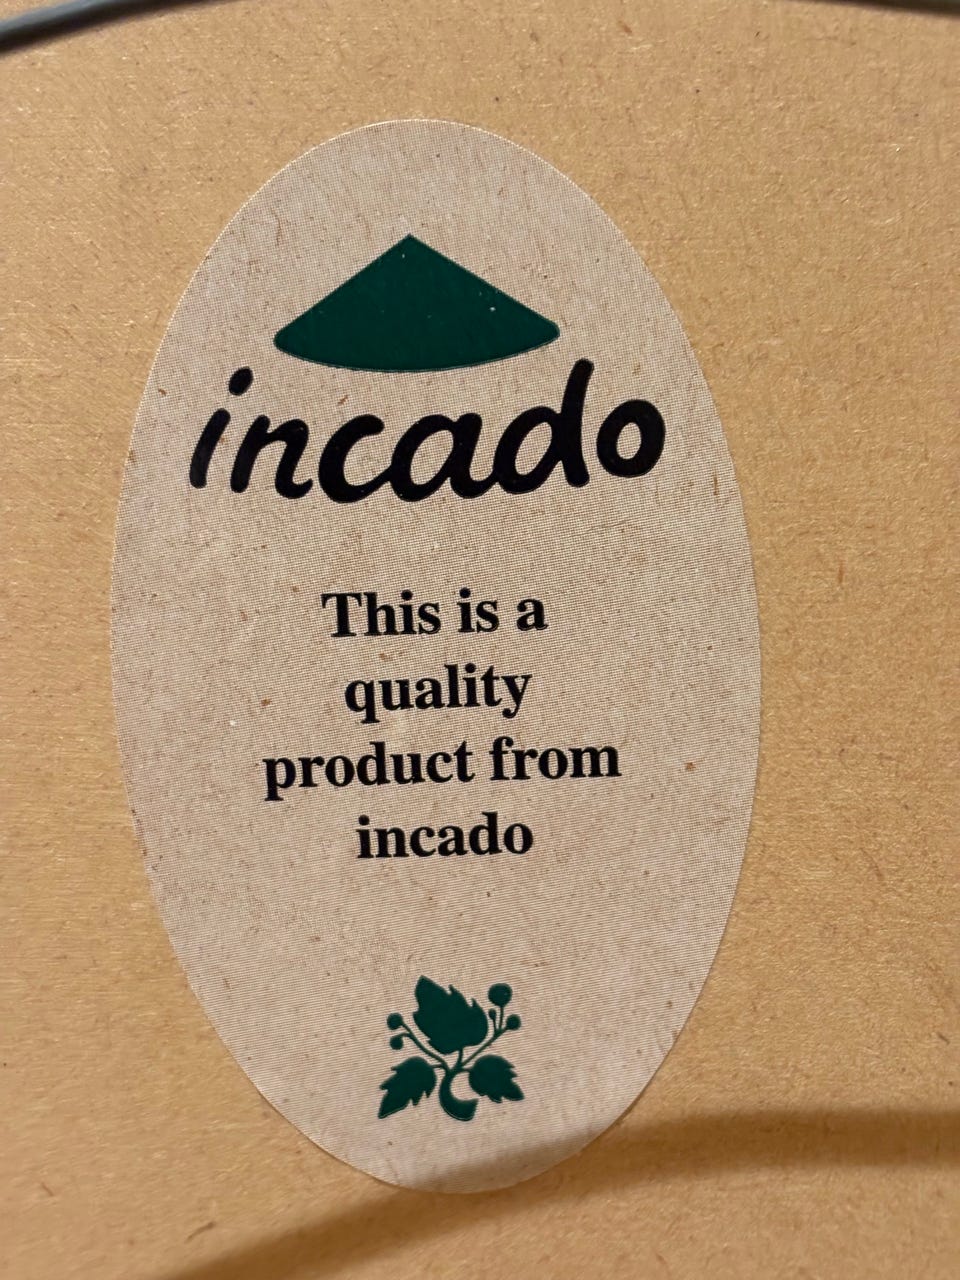 incado
This is a
quality
product from
incado